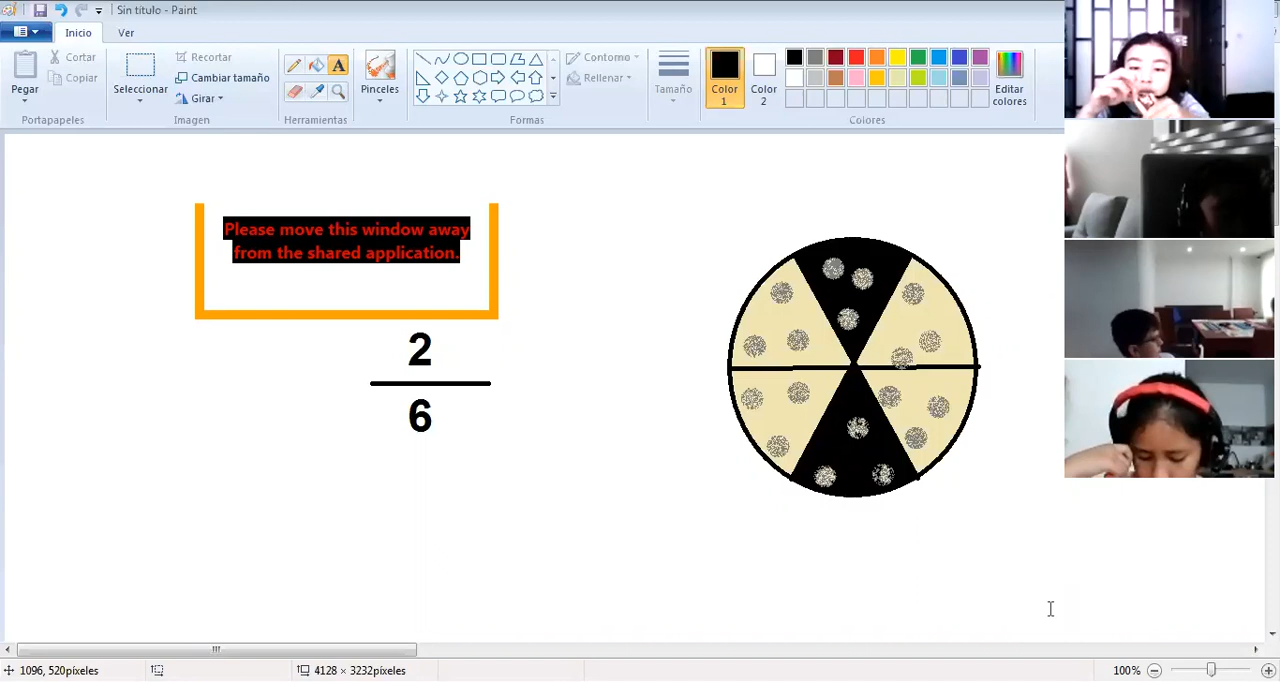 Sin título - Paint
Inicio
Ver
Pegar
Cortar
Copiar
Portapapeles
Seleccionar
Recortar
Cambiar tamaño
Girar
Imagen
A
Herramientas
Pinceles
Contorno
Rellenar
Formas
Tamaño
Color
1
Color
2
Editar
colores
Colores
Please move this window away
from the shared application.
2
6
1096, 520píxeles
4128 × 3232píxeles
100%